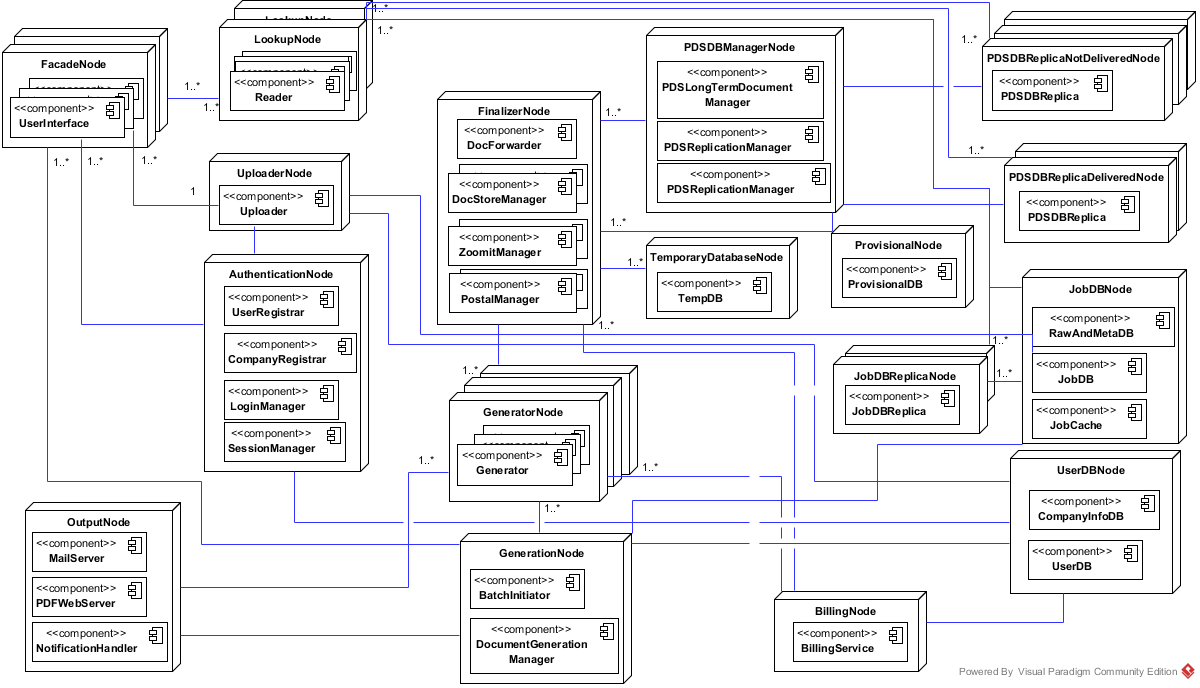 LookupNode
1..*
LookupNode
1..*
<<component>>
Reader
FacadeNode
<<component>>
<<component>>
UserInterface
1..*
1..*
1..*
1..*
1..*
PDSDBManagerNode
<<component>>
PDSLongTermDocument
Manager
<<component>>
PDSReplicationManager
<<component>>
PDSReplicationManager
1..*
PDSDBReplicaNotDeliveredNode
<<component>>
PDSDBReplica
1..*
PDSDBReplicaDeliveredNode
<<component>>
PDSDBReplica
FinalizerNode
<<component>>
DocForwarder
<<component>>
DocStoreManager
<<component>>
ZoomitManager
<<component>>
PostalManager
1..*
1..*
1..*
1..*
UploaderNode
1
<<component>>
Uploader
AuthenticationNode
<<component>>
UserRegistrar
<<component>>
CompanyRegistrar
<<component>>
LoginManager
<<component>>
SessionManager
TemporaryDatabaseNode
<<component>>
TempDB
ProvisionalNode
<<component>>
ProvisionalDB
JobDBNode
<<component>>
RawAndMetaDB
<<component>>
JobDB
<<component>>
JobCache
1..*
1..*
JobDBReplicaNode
<<component>>
JobDBReplica
1..*
GeneratorNode
<<component>>
Generator
1..*
1..*
1..*
UserDBNode
<<component>>
CompanyInfoDB
<<component>>
UserDB
OutputNode
<<component>>
MailServer
<<component>>
PDFWebServer
<<component>>
NotificationHandler
GenerationNode
<<component>>
BatchInitiator
<<component>>
DocumentGeneration
Manager
BillingNode
<<component>>
BillingService
Powered By Visual Paradigm Community Edition